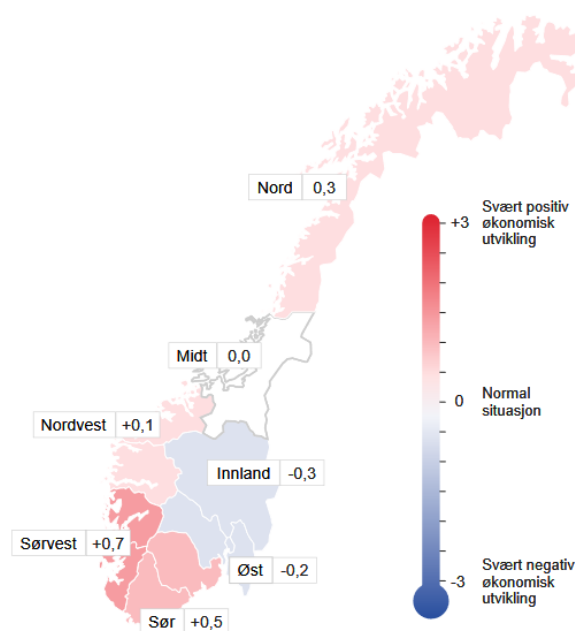 Nord 0,3
Midt 0,0
Nordvest +0,1
Innland -0,3
Sørvest +0,7
Øst -0,2
Sør +0,5
Svært positiv
økonomisk
utvikling
+3
Normal
situasjon
0
Svært negativ
økonomisk
utvikling
-3